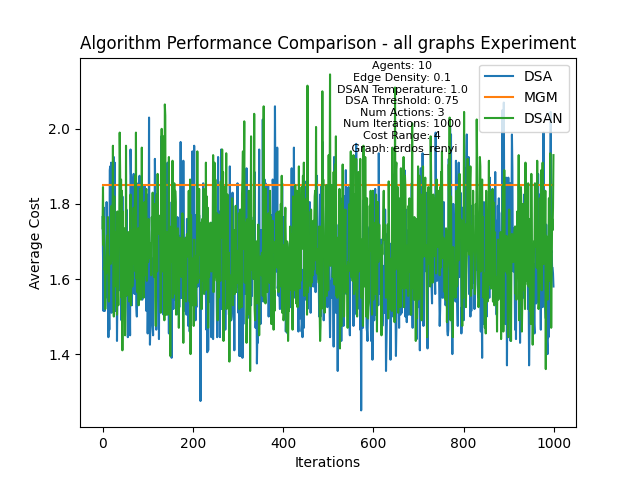 Algorithm Performance Comparison - all graphs Experiment
Agents: 10
Edge Density: 0.1
DSAN Temperature: 1.0
DSA Threshold: 0.75
Num Actions: 3
Num Iterations: 1000
Cost Range: 4
Graph: erdos_renyi
DSA
MGM
DSAN
Average Cost
2.0
1.8
1.6
1.4
0
200
400
600
800
1000
Iterations